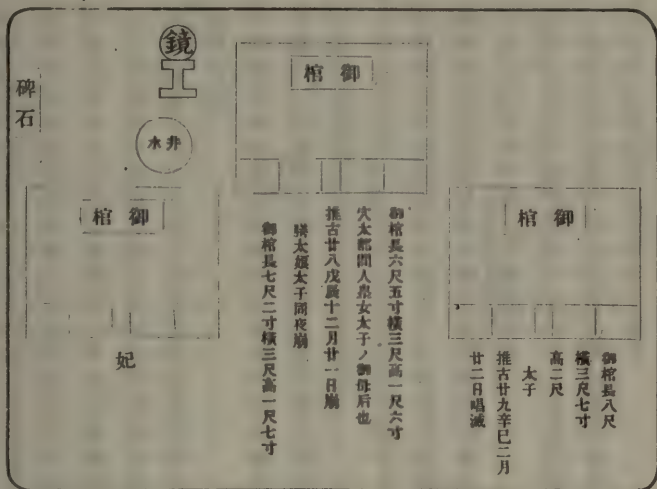 御棺
御棺長八尺
橫三尺七寸
高二尺
太子
推古廿九辛巳二月
廿二日唱滅
御棺
御棺長六尺五寸橫三尺高一尺六寸
穴太部間人皇女太子ノ御母后也
推古廿八戊辰十二月廿一日崩
太娘太子同夜崩
御棺長七尺二寸橫三尺高一尺七寸
鏡
井水
御棺
妃
碑石